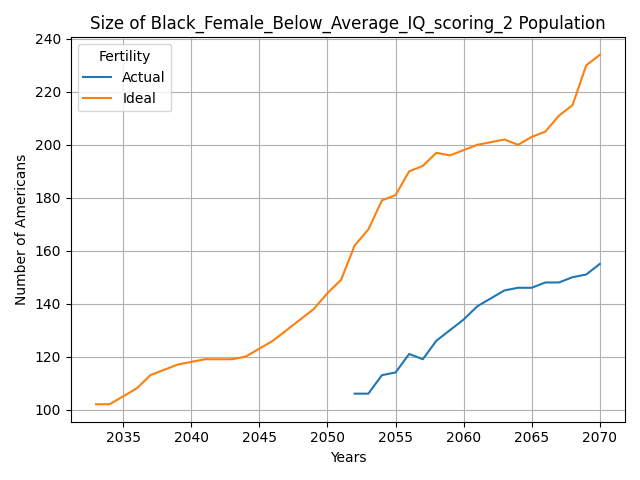 Size of Black_Female_Below_Average_IQ_scoring_2 Population
Fertility
Actual
Ideal
Number of Americans
240
220
200
180
160
140
120
100
2035 2040 2045 2050 2055 2060 2065 2070
Years